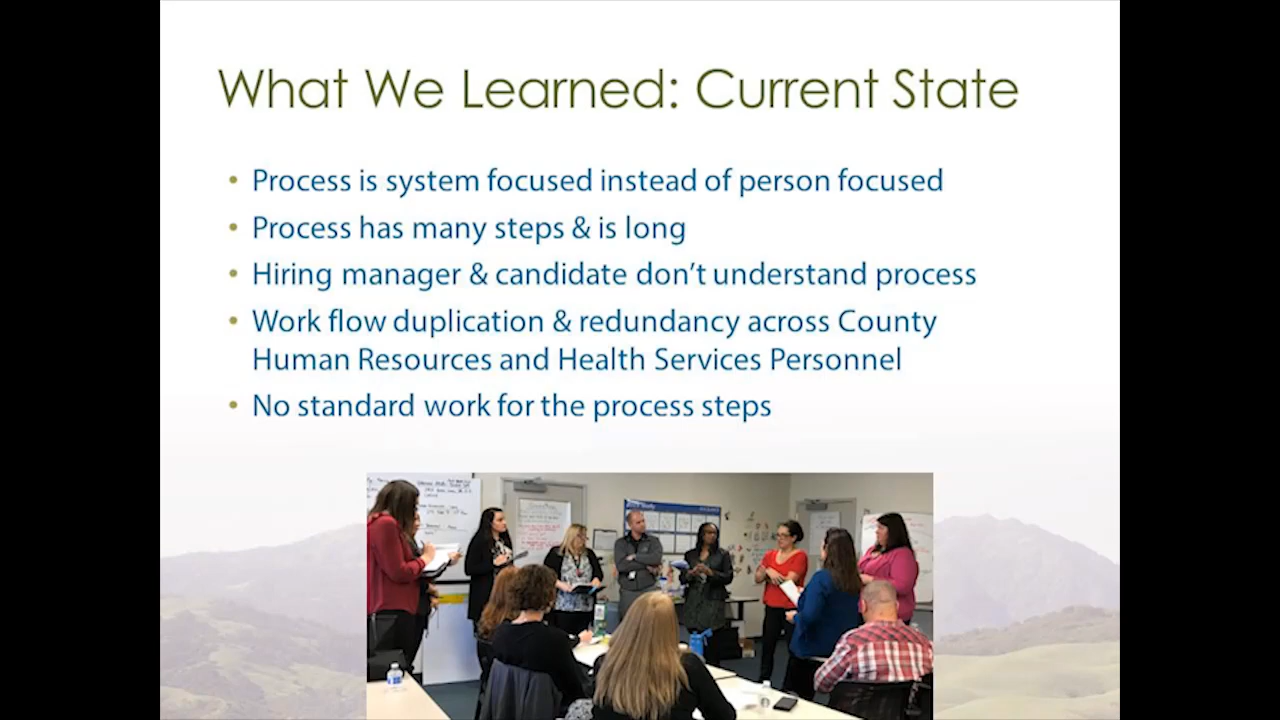 What We Learned: Current State
• Process is system focused instead of person focused
• Process has many steps & is long
• Hiring manager & candidate don’t understand process
• Work flow duplication & redundancy across County
Human Resources and Health Services Personnel
• No standard work for the process steps